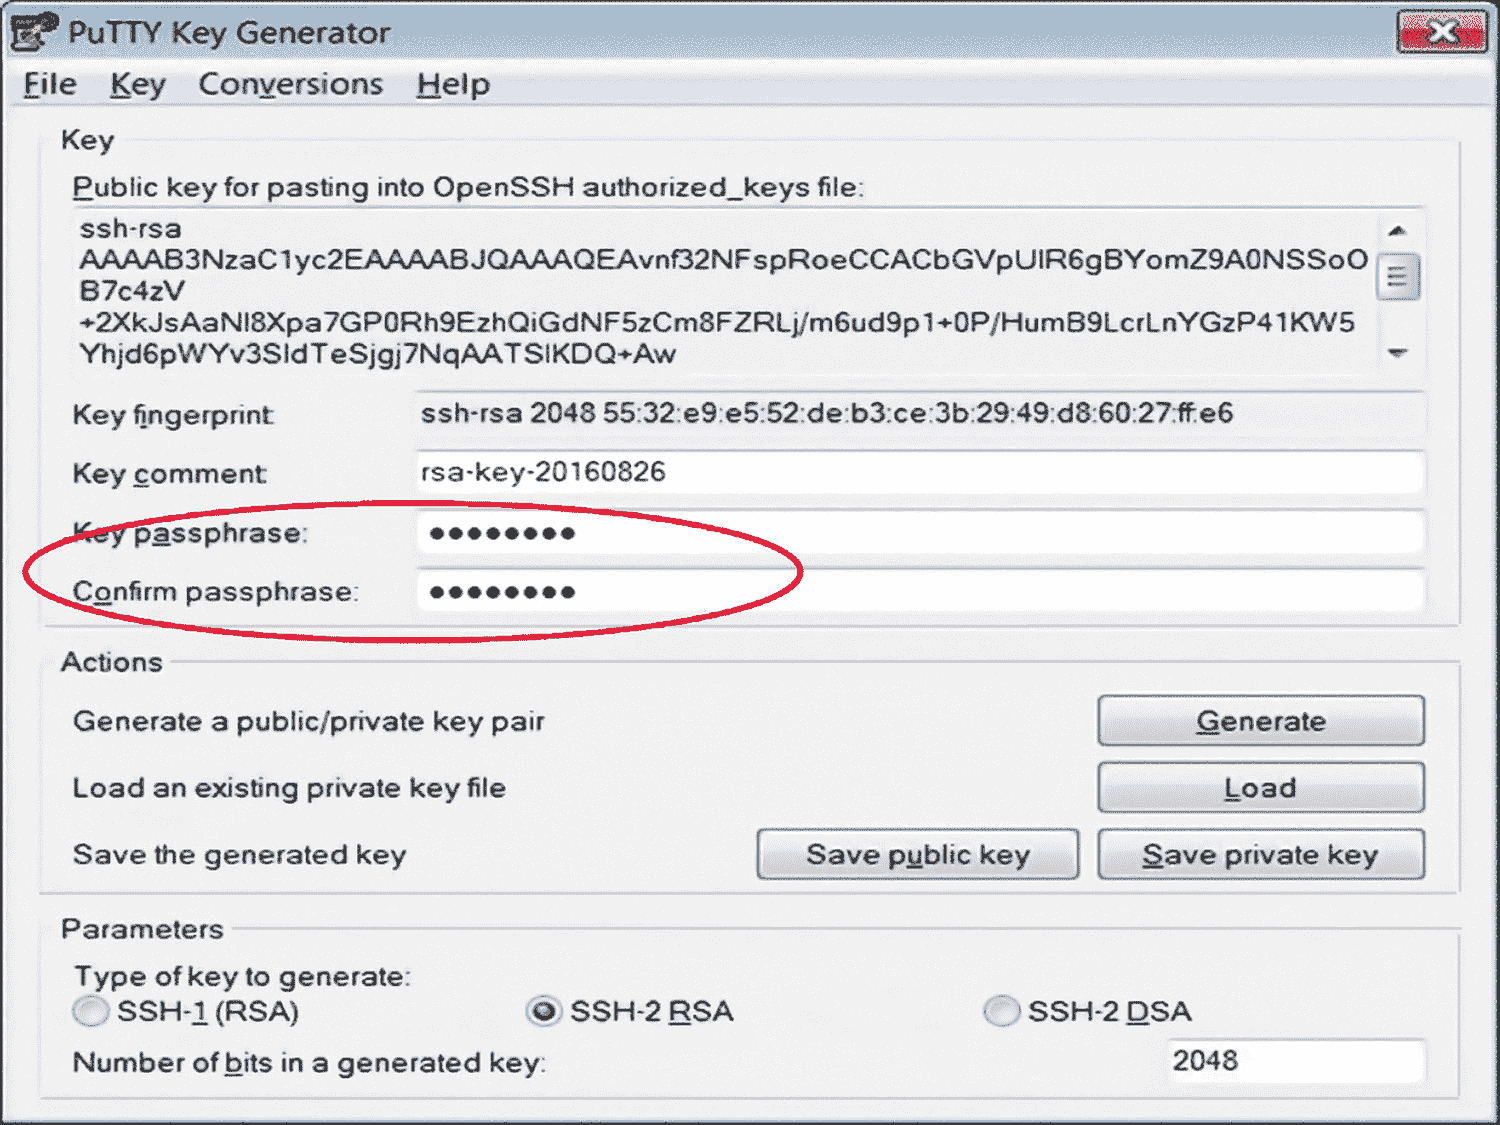 PuTTY Key Generator
File Key Conversions Help
Key
Public key for pasting into OpenSSH authorized_keys file:
ssh-rsa
AAAAB3NzaC1yc2EAAAABJQAAAQEAvnf32NFspRoeCCACbGVpUIR6gBYomZ9A0NSSoO
B7c4zV
+2XkJsAaNl8Xpa7GP0Rh9EzhQiGdNF5zCm8FZRLj/m6ud9p1+0P/HumB9LcrLnYGzP41KW5
Yhjd6pWYv3SldTeSjgj7NqAATSlKDQ+Aw
Key fingerprint: ssh-rsa 2048 55:32:e9:e5:52:de:b3:ce:3b:29:49:d8:60:27:ff:e6
Key comment: rsa-key-20160826
Key passphrase: ●●●●●●●●
Confirm passphrase: ●●●●●●●●
Actions
Generate a public/private key pair Generate
Load an existing private key file Load
Save the generated key Save public key Save private key
Parameters
Type of key to generate:
SSH-1 (RSA) SSH-2 RSA SSH-2 DSA
Number of bits in a generated key: 2048